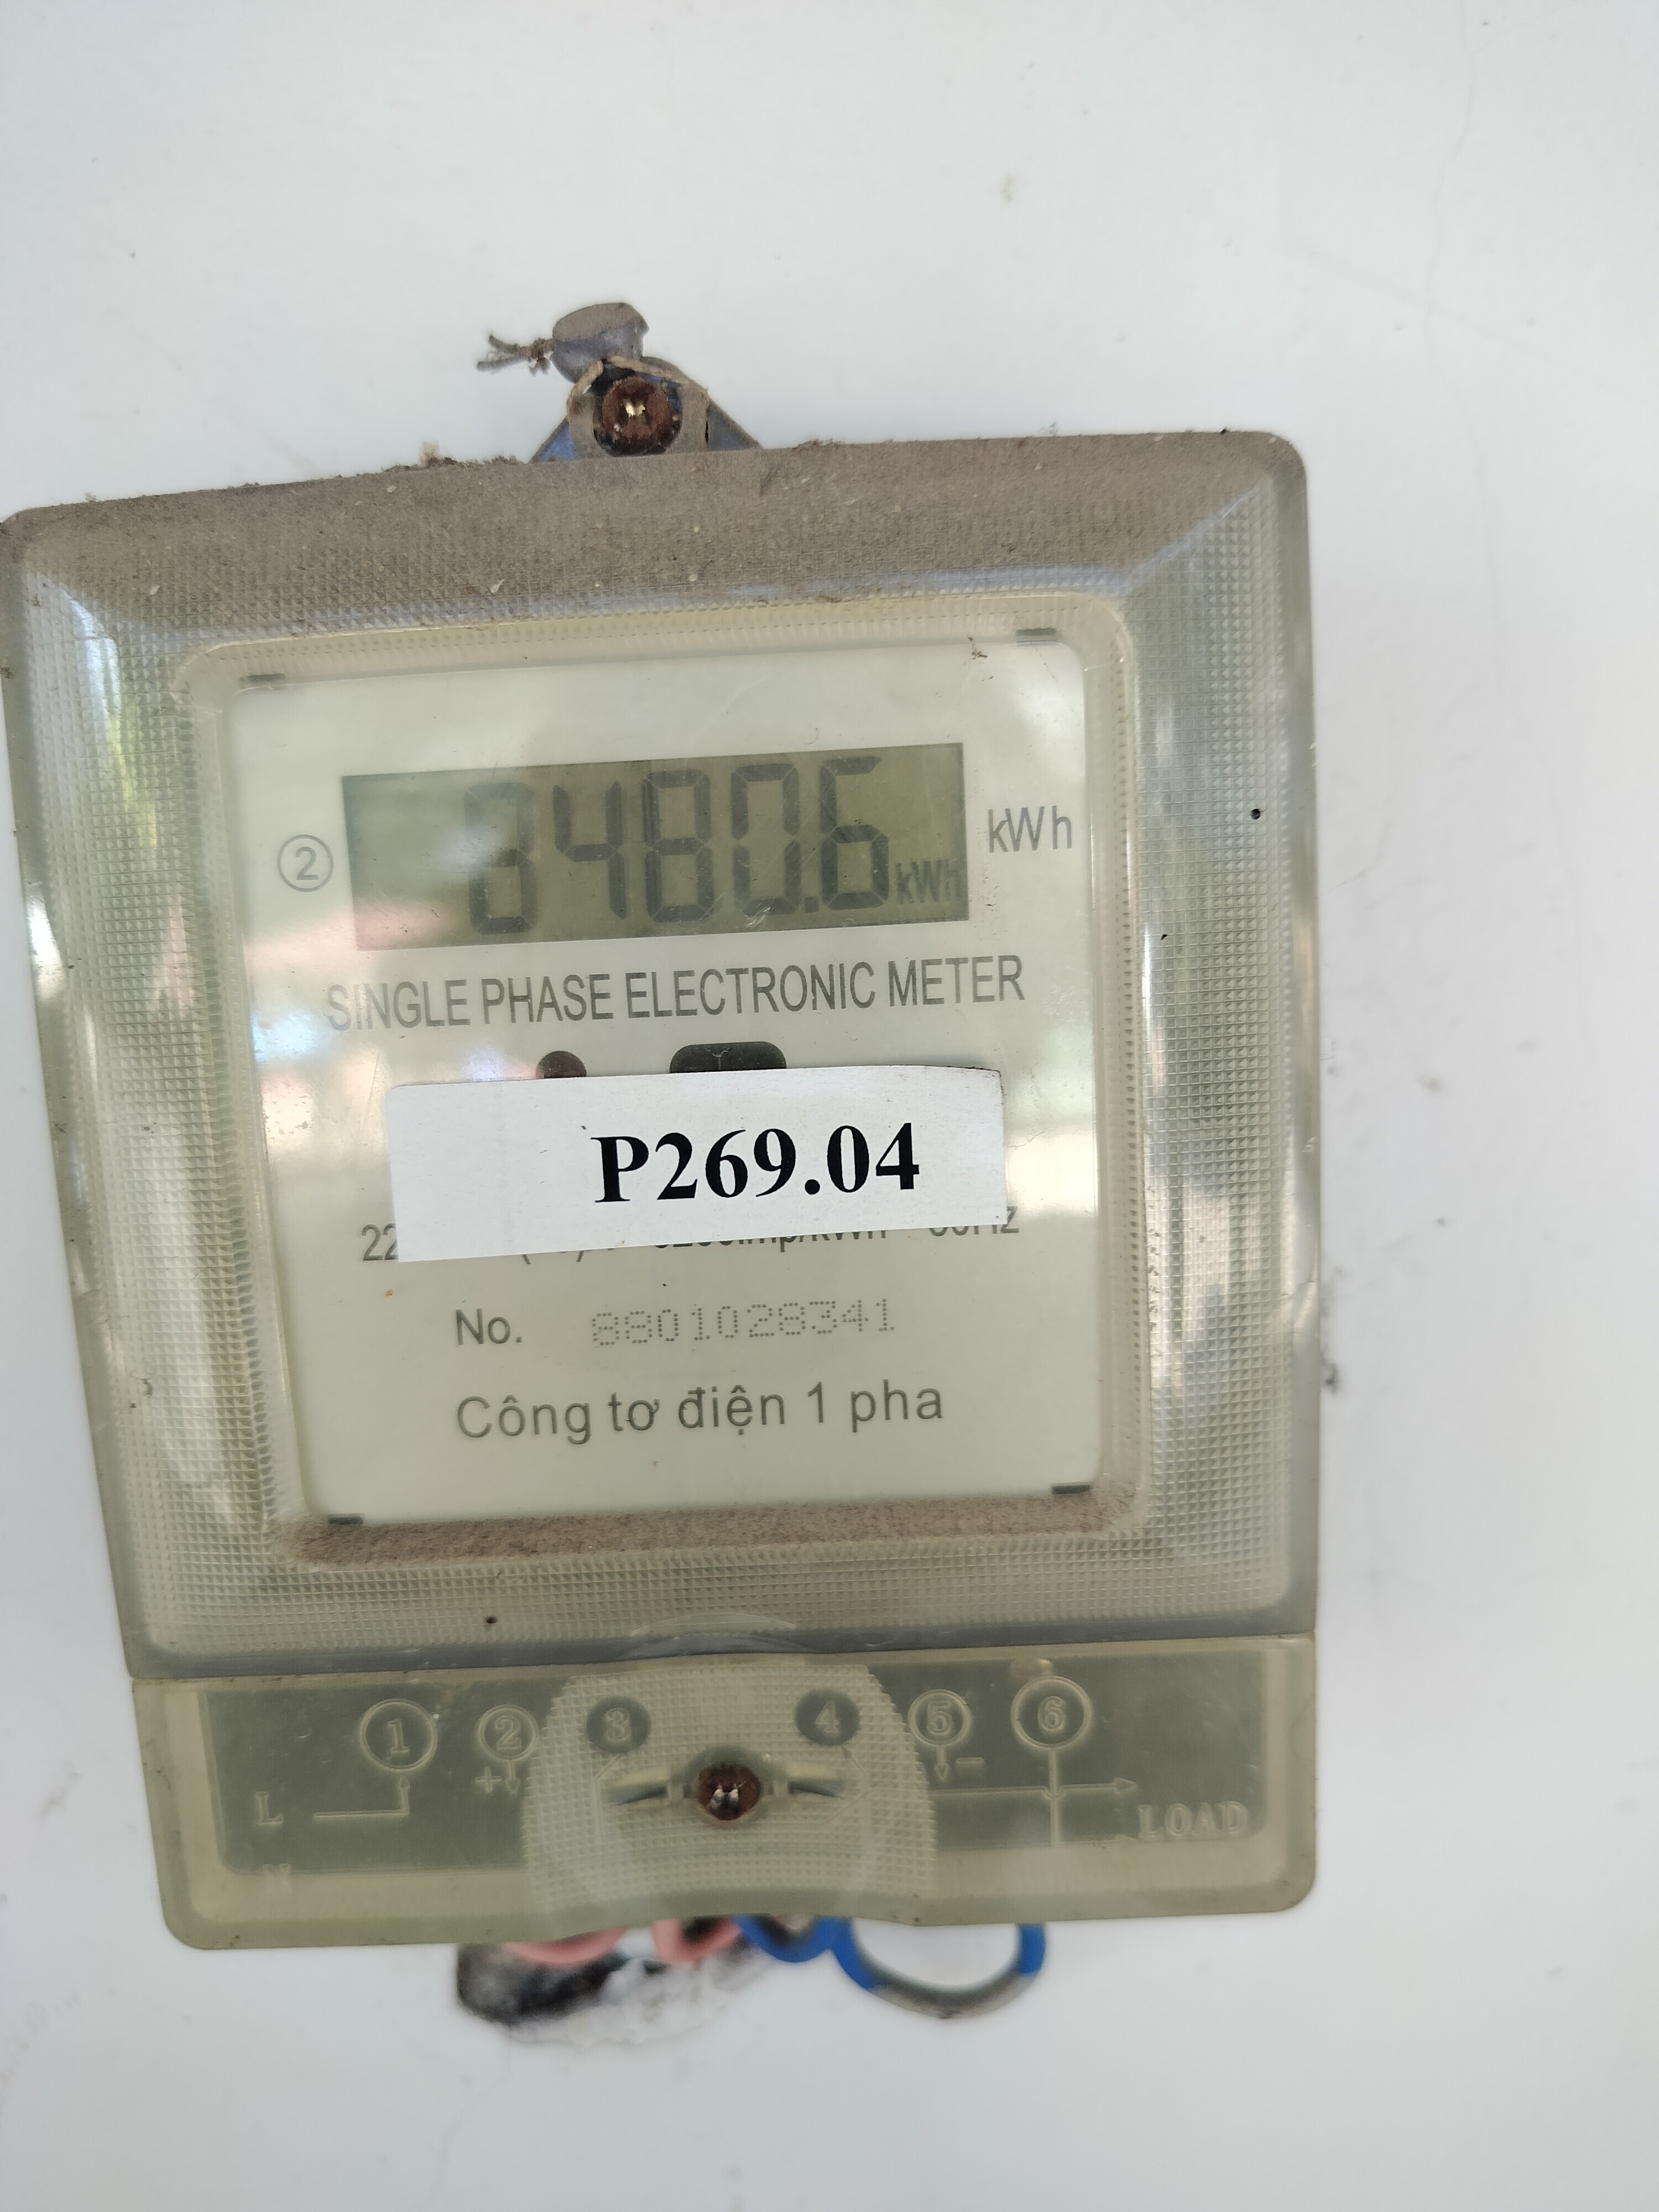 8480.6 kWh
② kWh
SINGLE PHASE ELECTRONIC METER
P269.04
No. 8801028341
Công tơ điện 1 pha
1 2 3 4 5 6
+ -
L
LOAD
N